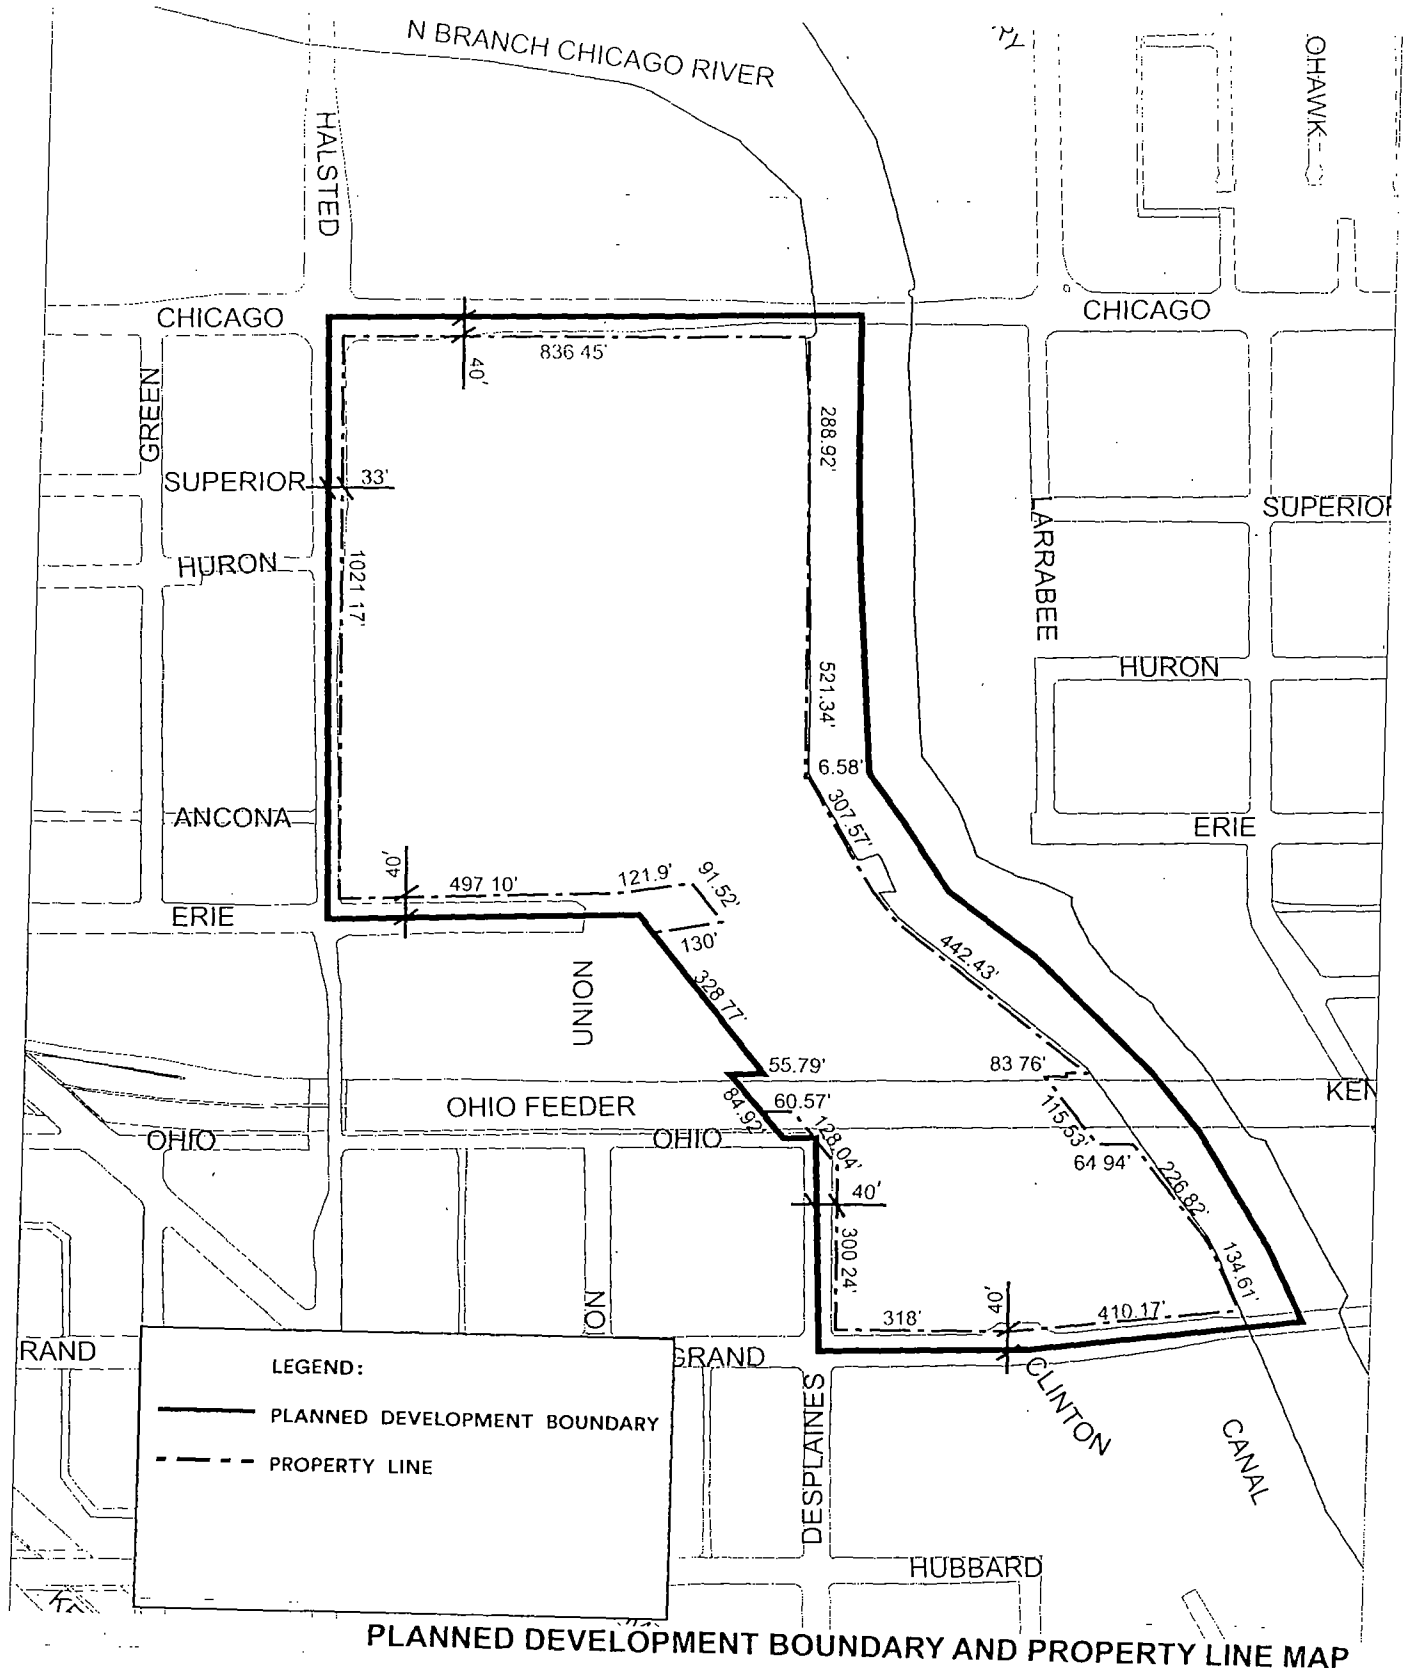 N BRANCH CHICAGO RIVER
RY
OHAWK
HALSTED
CHICAGO
CHICAGO
836 45'
40'
GREEN
288.92'
SUPERIOR
33'
SUPERIOR
LARRABEE
HURON
1021 17'
HURON
521.34'
6.58'
307.57'
ANCONA
ERIE
40'
497 10'
121.9'
91.52'
ERIE
130'
442.43'
UNION
328 77'
55.79'
83 76'
KEN
OHIO FEEDER
84.92'
60.57'
115.53'
OHIO
OHIO
128.04'
64 94'
226.82'
40'
300 24'
134.61'
NO
318'
40'
410.17'
RAND
GRAND
CLINTON
LEGEND:
PLANNED DEVELOPMENT BOUNDARY
PROPERTY LINE
DESPLAINES
CANAL
HUBBARD
PLANNED DEVELOPMENT BOUNDARY AND PROPERTY LINE MAP